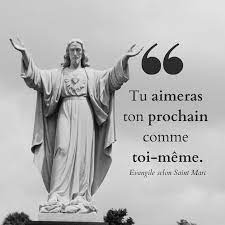 ❝
Tu aimeras
ton prochain
comme
toi-même.
Evangile selon Saint Marc